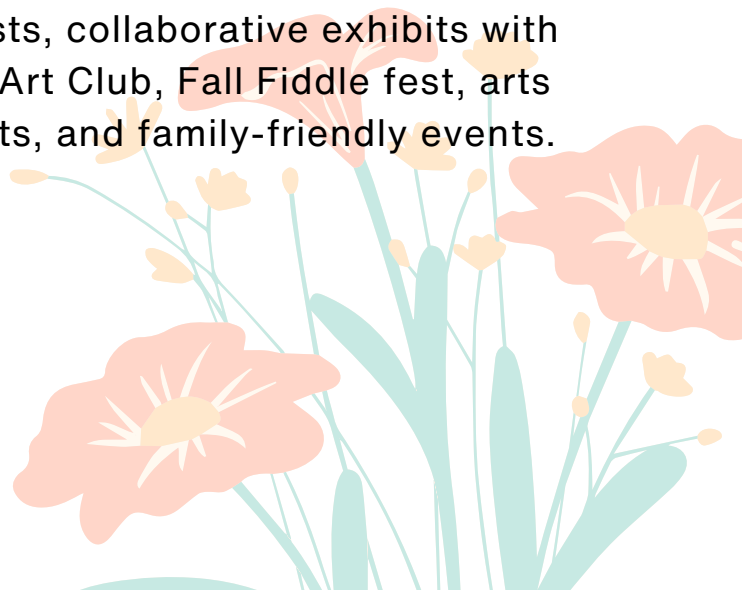 sts, collaborative exhibits with
Art Club, Fall Fiddle fest, arts
ts, and family-friendly events.